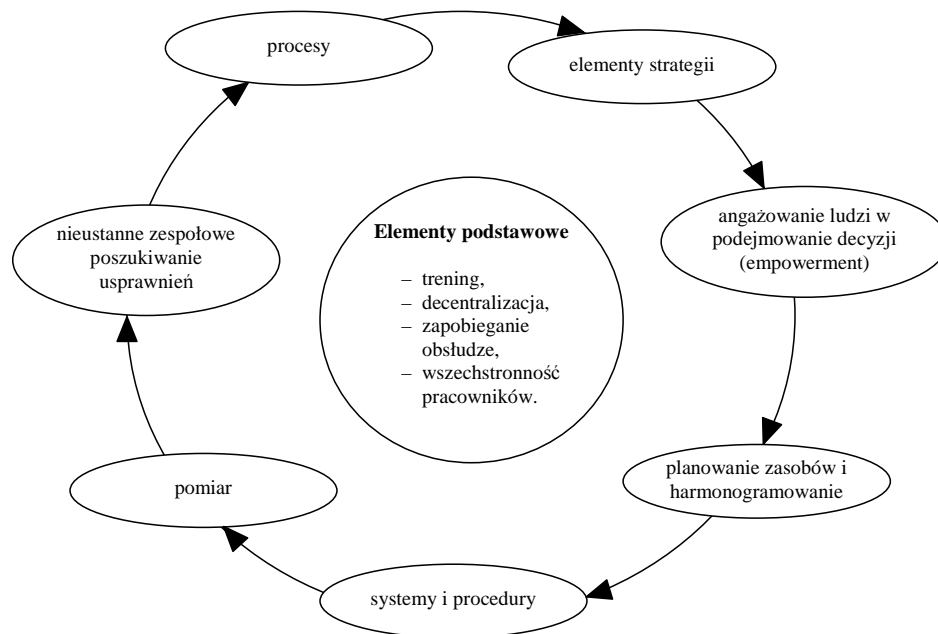 procesy
elementy strategii
angażowanie ludzi w
podejmowanie decyzji
(empowerment)
planowanie zasobów i
harmonogramowanie
systemy i procedury
pomiar
nieustanne zespołowe
poszukiwanie
usprawnień
Elementy podstawowe
– trening,
– decentralizacja,
– zapobieganie
obsłudze,
– wszechstronność
pracowników.